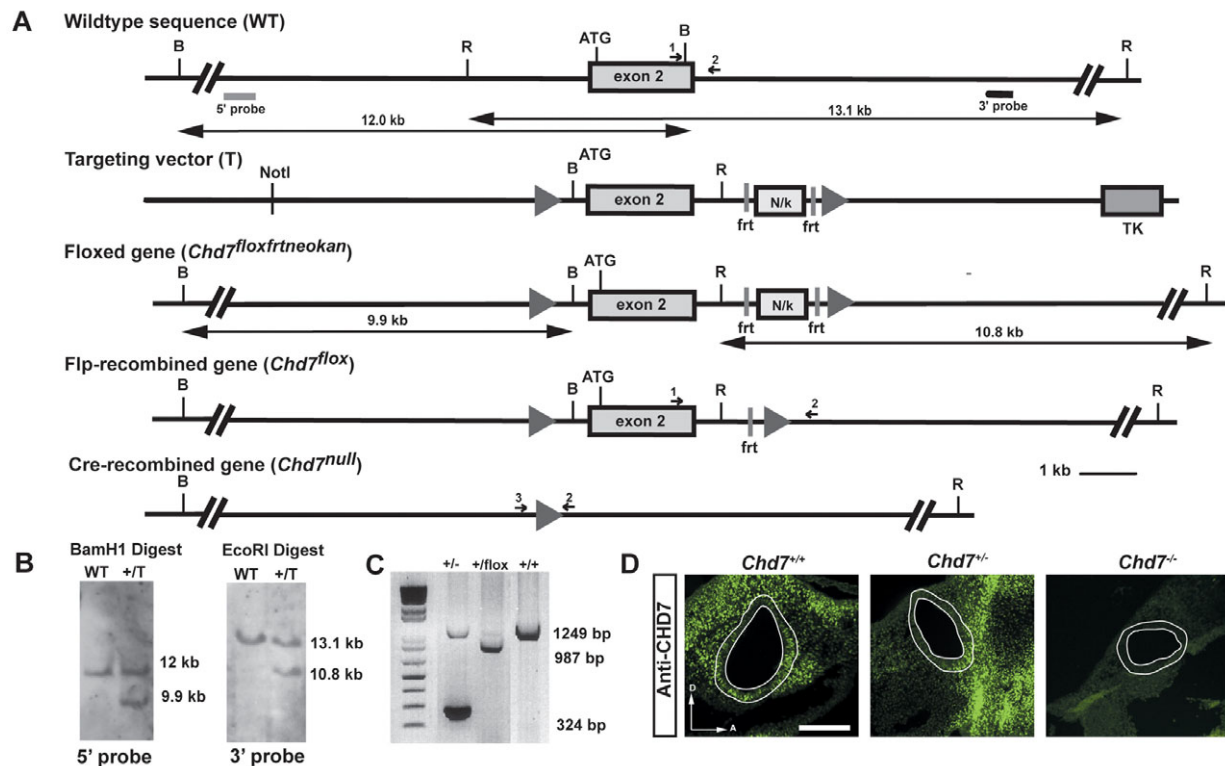 A
Wildtype sequence (WT)
B
R
ATG
1
B
2
R
exon 2
5' probe
3' probe
12.0 kb
13.1 kb
Targeting vector (T)
NotI
B
ATG
R
exon 2
N/k
frt
frt
TK
Floxed gene (Chd7floxfrtneokan)
B
B
ATG
R
R
exon 2
N/k
frt
frt
9.9 kb
10.8 kb
Flp-recombined gene (Chd7flox)
B
B
ATG
1
R
2
R
exon 2
frt
Cre-recombined gene (Chd7null)
1 kb
B
3
2
R
B
BamH1 Digest
WT
+/T
12 kb
9.9 kb
5' probe
EcoRI Digest
WT
+/T
13.1 kb
10.8 kb
3' probe
C
+/-
+/flox
+/+
1249 bp
987 bp
324 bp
D
Chd7+/+
Chd7+/-
Chd7-/-
Anti-CHD7
D
A